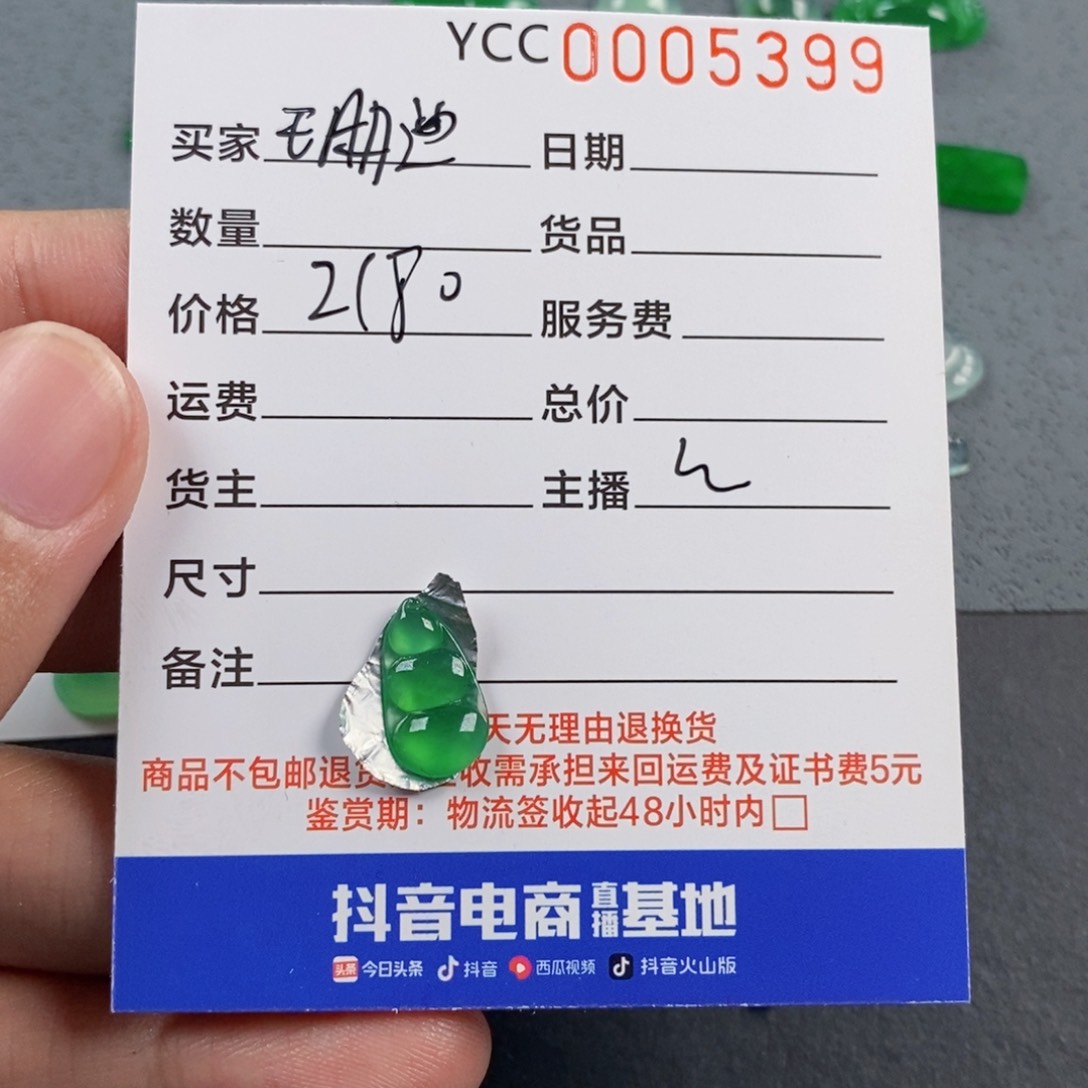 YCC0005399
买家 日期
数量 货品
价格 2180 服务费
运费 总价
货主 主播
尺寸
备注
天无理由退换货
商品不包邮退 收需承担来回运费及证书费5元
鉴赏期：物流签收起48小时内□
抖音电商直播基地
头条 今日头条 抖音 西瓜视频 抖音火山版